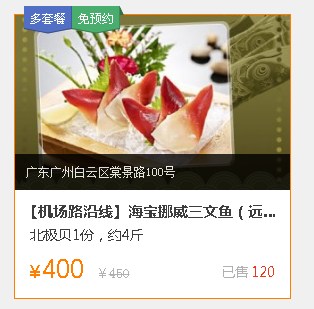 多套餐 免预约
广东广州白云区棠景路100号
【机场路沿线】海宝挪威三文鱼（远...
北极贝1份，约4斤
¥400 ¥450 已售 120